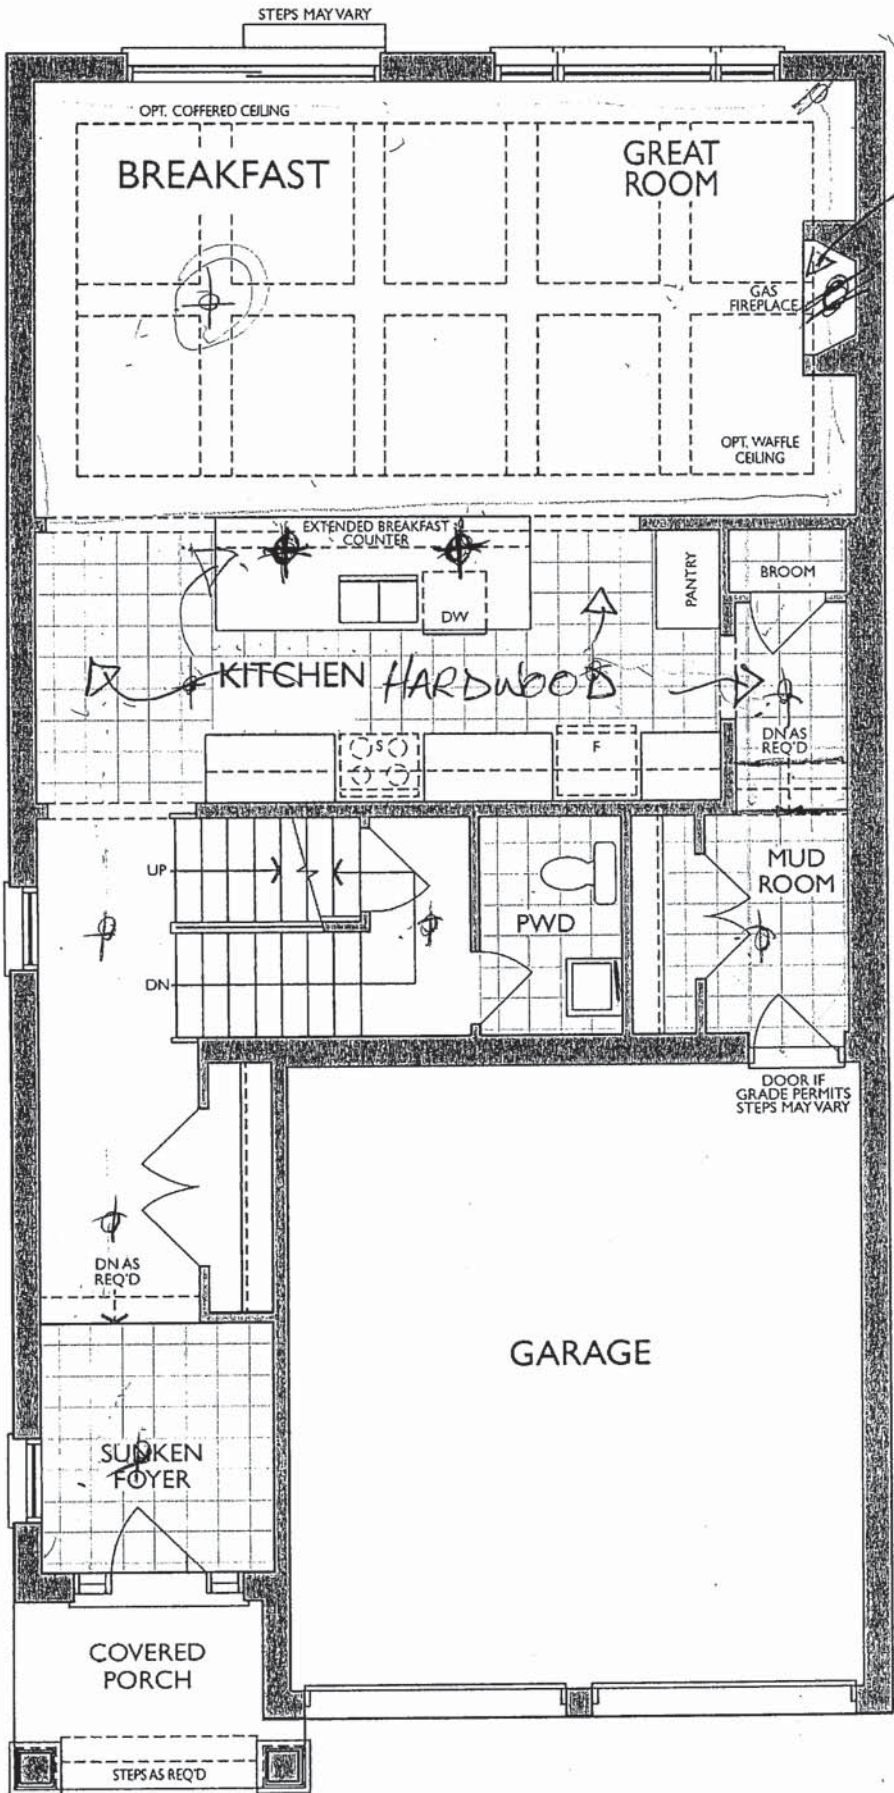 STEPS MAY VARY
OPT. COFFERED CEILING
BREAKFAST
GREAT
ROOM
GAS
FIREPLACE
OPT. WAFFLE
CEILING
EXTENDED BREAKFAST
COUNTER
DW
PANTRY
BROOM
KITCHEN HARDWOOD
S
F
DN AS
REQ'D
UP
DN
PWD
MUD
ROOM
DOOR IF
GRADE PERMITS
STEPS MAY VARY
DN AS
REQ'D
GARAGE
SUNKEN
FOYER
COVERED
PORCH
STEPS AS REQ'D